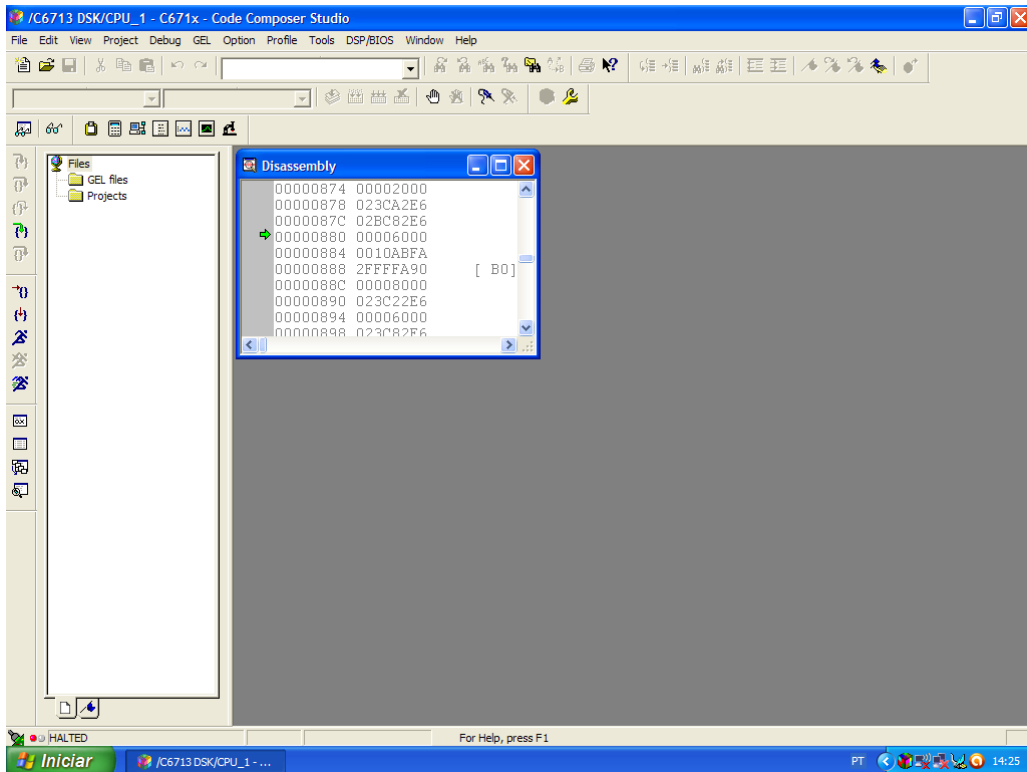 /C6713 DSK/CPU_1 - C671x - Code Composer Studio
File Edit View Project Debug GEL Option Profile Tools DSP/BIOS Window Help
Files
GEL files
Projects
Disassembly
00000874 00002000
00000878 023CA2E6
0000087C 02BC82E6
00000880 00006000
00000884 0010ABFA
00000888 2FFFFA90 [ B0]
0000088C 00008000
00000890 023C22E6
00000894 00006000
00000898 023C82E6
HALTED
For Help, press F1
Iniciar
/C6713 DSK/CPU_1 - ...
PT
14:25